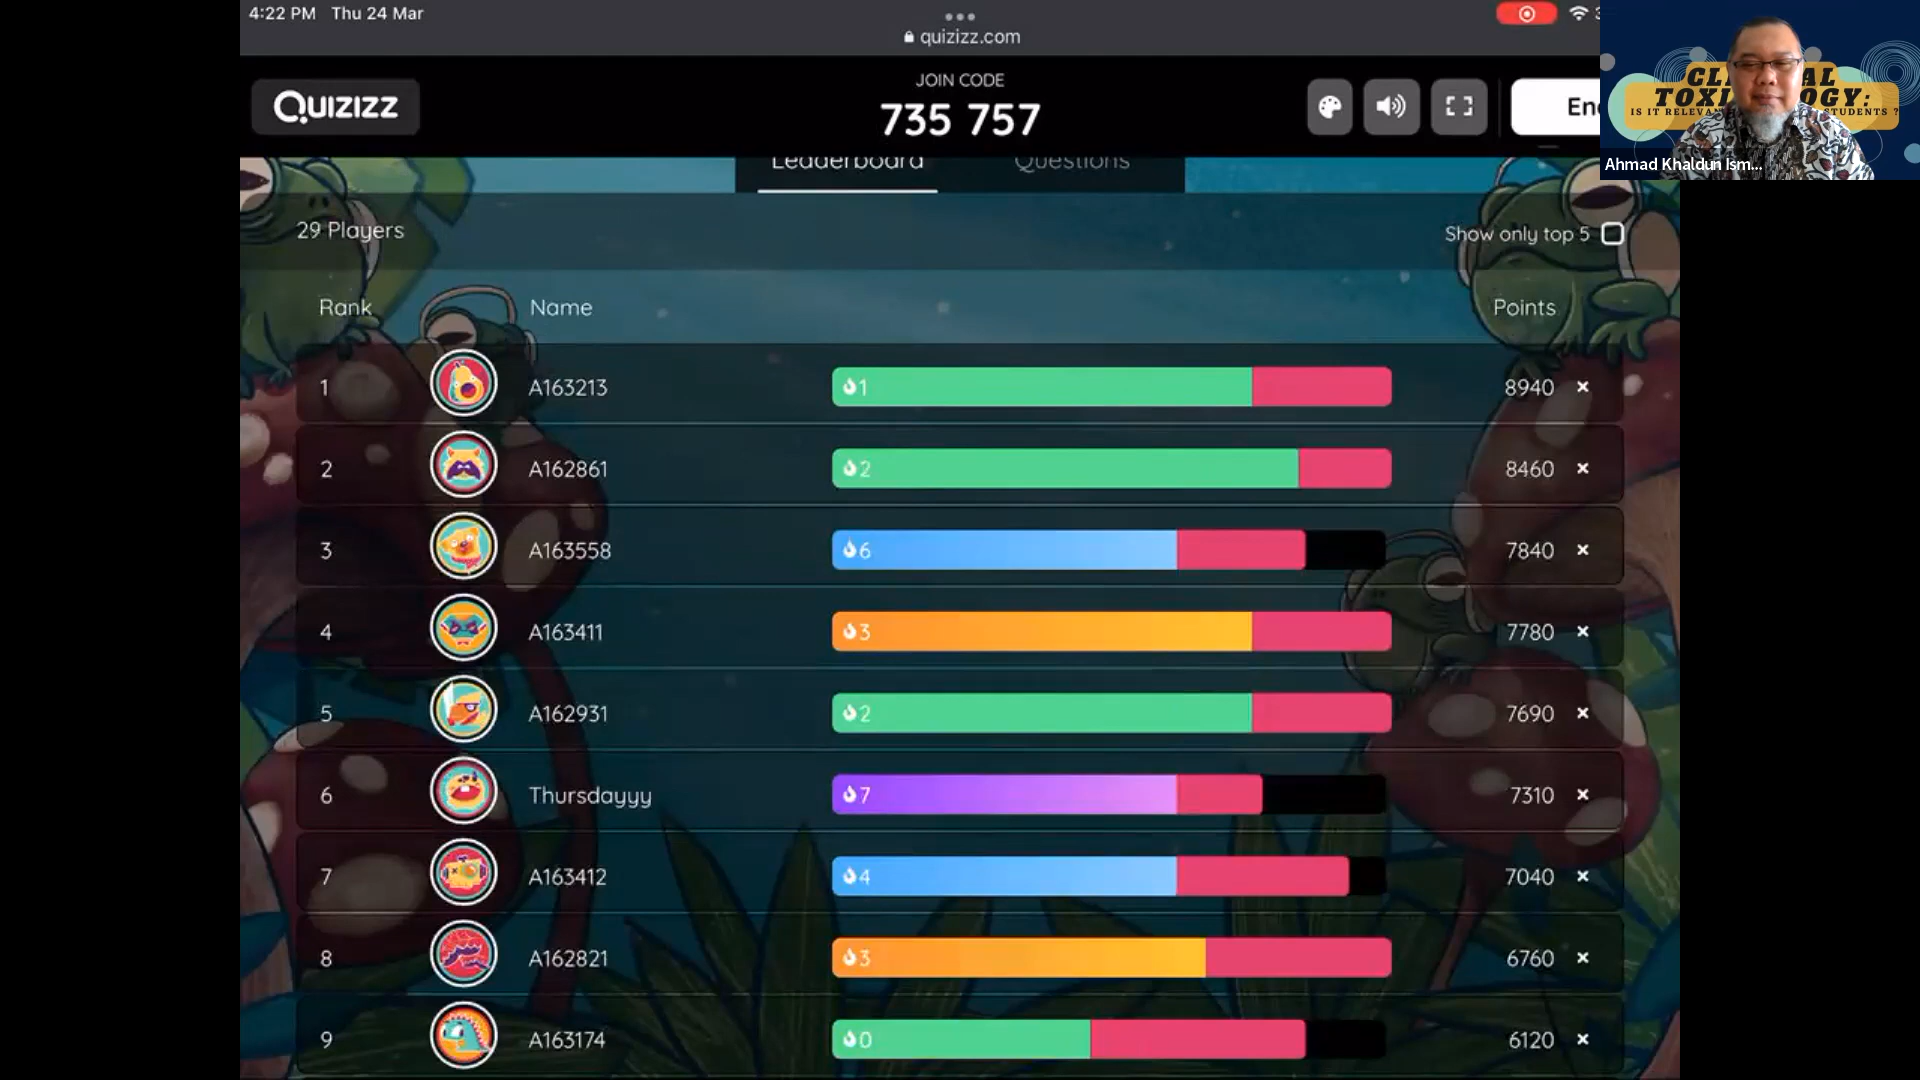 4:22 PM Thu 24 Mar
quizizz.com
QUIZIZZ
JOIN CODE
735 757
Leaderboard
Questions
29 Players
Show only top 5
Rank
Name
Points
1 A163213 1 8940 ×
2 A162861 2 8460 ×
3 A163558 6 7840 ×
4 A163411 3 7780 ×
5 A162931 2 7690 ×
6 Thursdayyy 7 7310 ×
7 A163412 4 7040 ×
8 A162821 3 6760 ×
9 A163174 0 6120 ×
IS IT
STUDENTS ?
Ahmad Khaldun Ism...